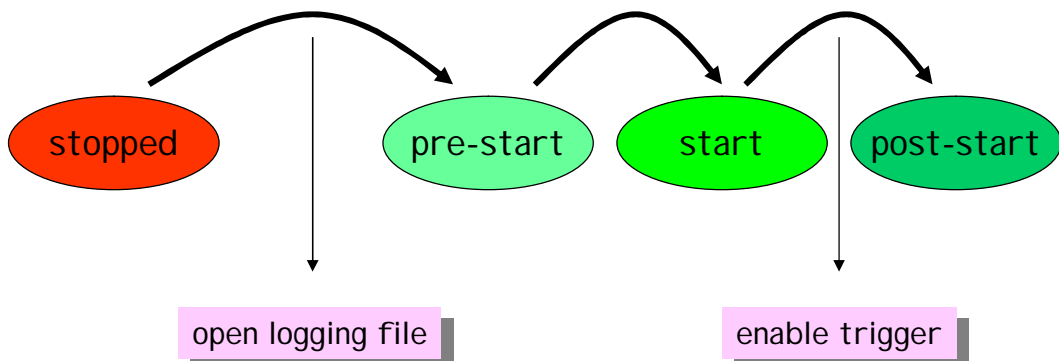 stopped
pre-start
start
post-start
open logging file
enable trigger